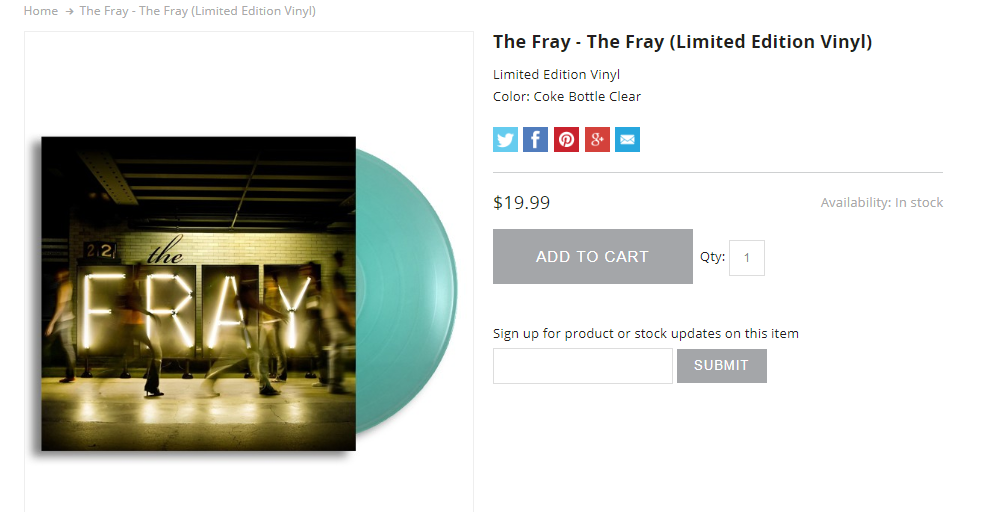 Home → The Fray - The Fray (Limited Edition Vinyl)
The Fray - The Fray (Limited Edition Vinyl)
Limited Edition Vinyl
Color: Coke Bottle Clear
$19.99
Availability: In stock
ADD TO CART
Qty: 1
Sign up for product or stock updates on this item
SUBMIT
22
the
FRAY